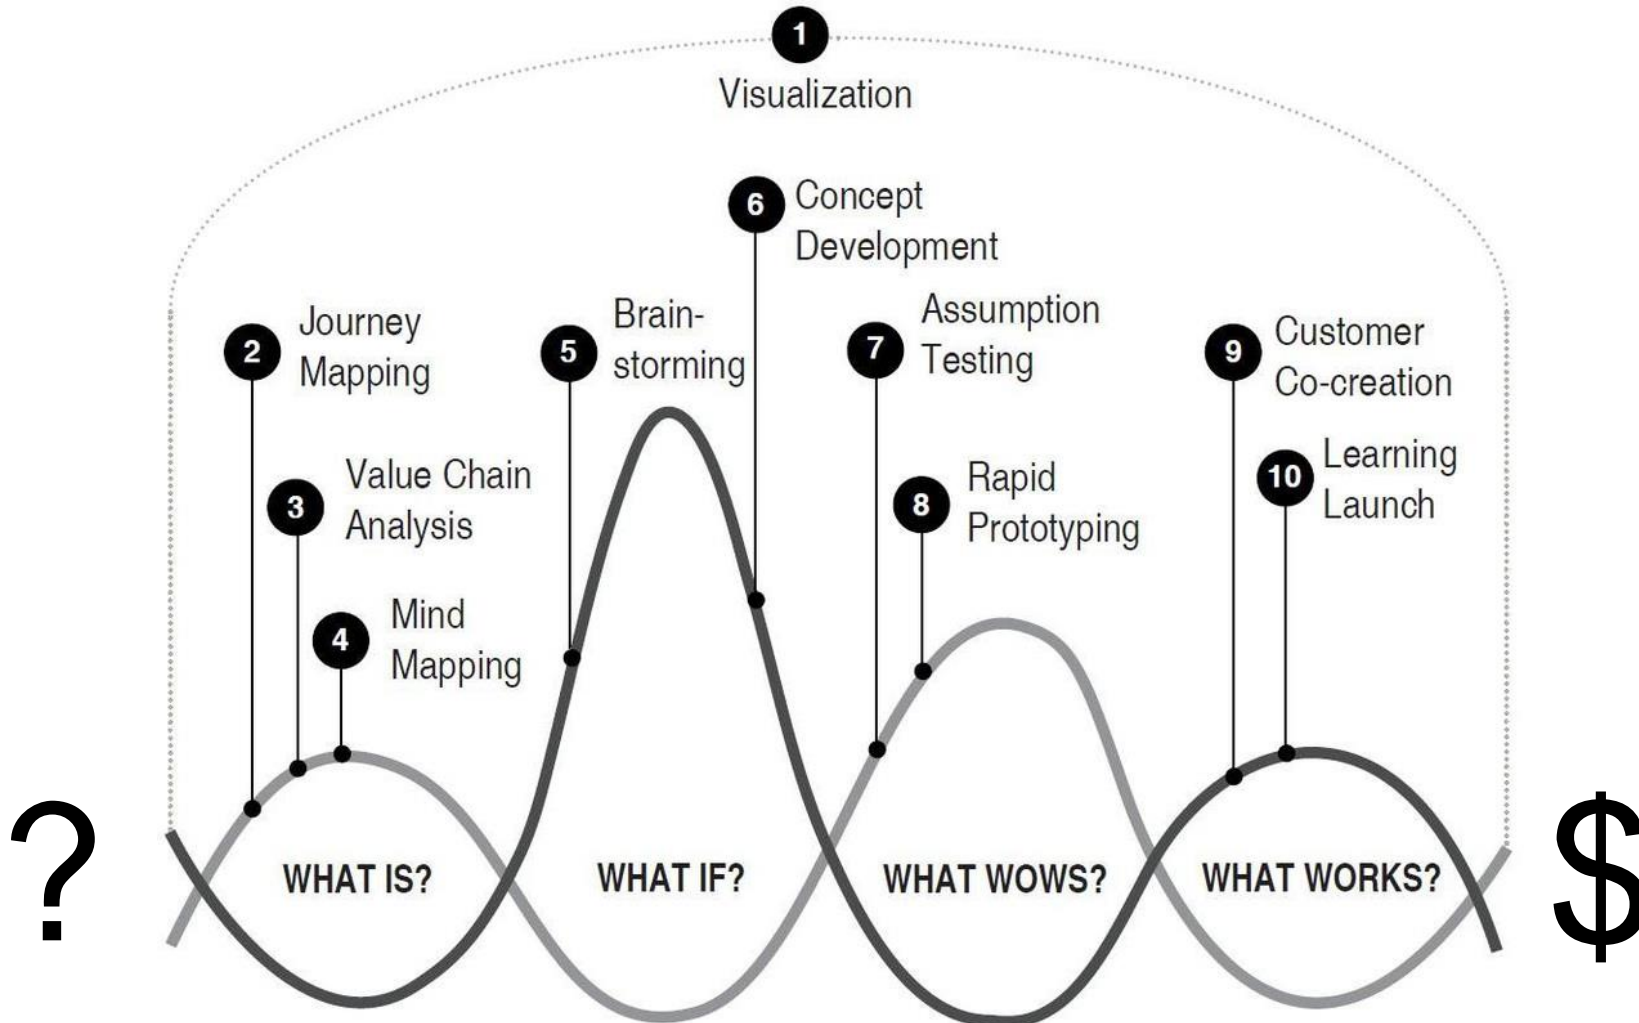 1
Visualization
6
Concept
Development
2
Journey
Mapping
5
Brain-
storming
7
Assumption
Testing
9
Customer
Co-creation
3
Value Chain
Analysis
8
Rapid
Prototyping
10
Learning
Launch
4
Mind
Mapping
?
WHAT IS?
WHAT IF?
WHAT WOWS?
WHAT WORKS?
$